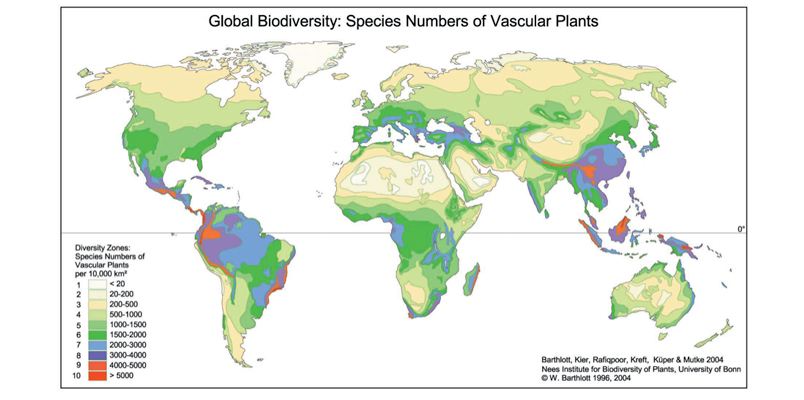 Global Biodiversity: Species Numbers of Vascular Plants
0°
Diversity Zones:
Species Numbers of
Vascular Plants
per 10,000 km²
1 < 20
2 20-200
3 200-500
4 500-1000
5 1000-1500
6 1500-2000
7 2000-3000
8 3000-4000
9 4000-5000
10 > 5000
Barthlott, Kier, Rafiqpoor, Kreft, Küper & Mutke 2004
Nees Institute for Biodiversity of Plants, University of Bonn
© W. Barthlott 1996, 2004